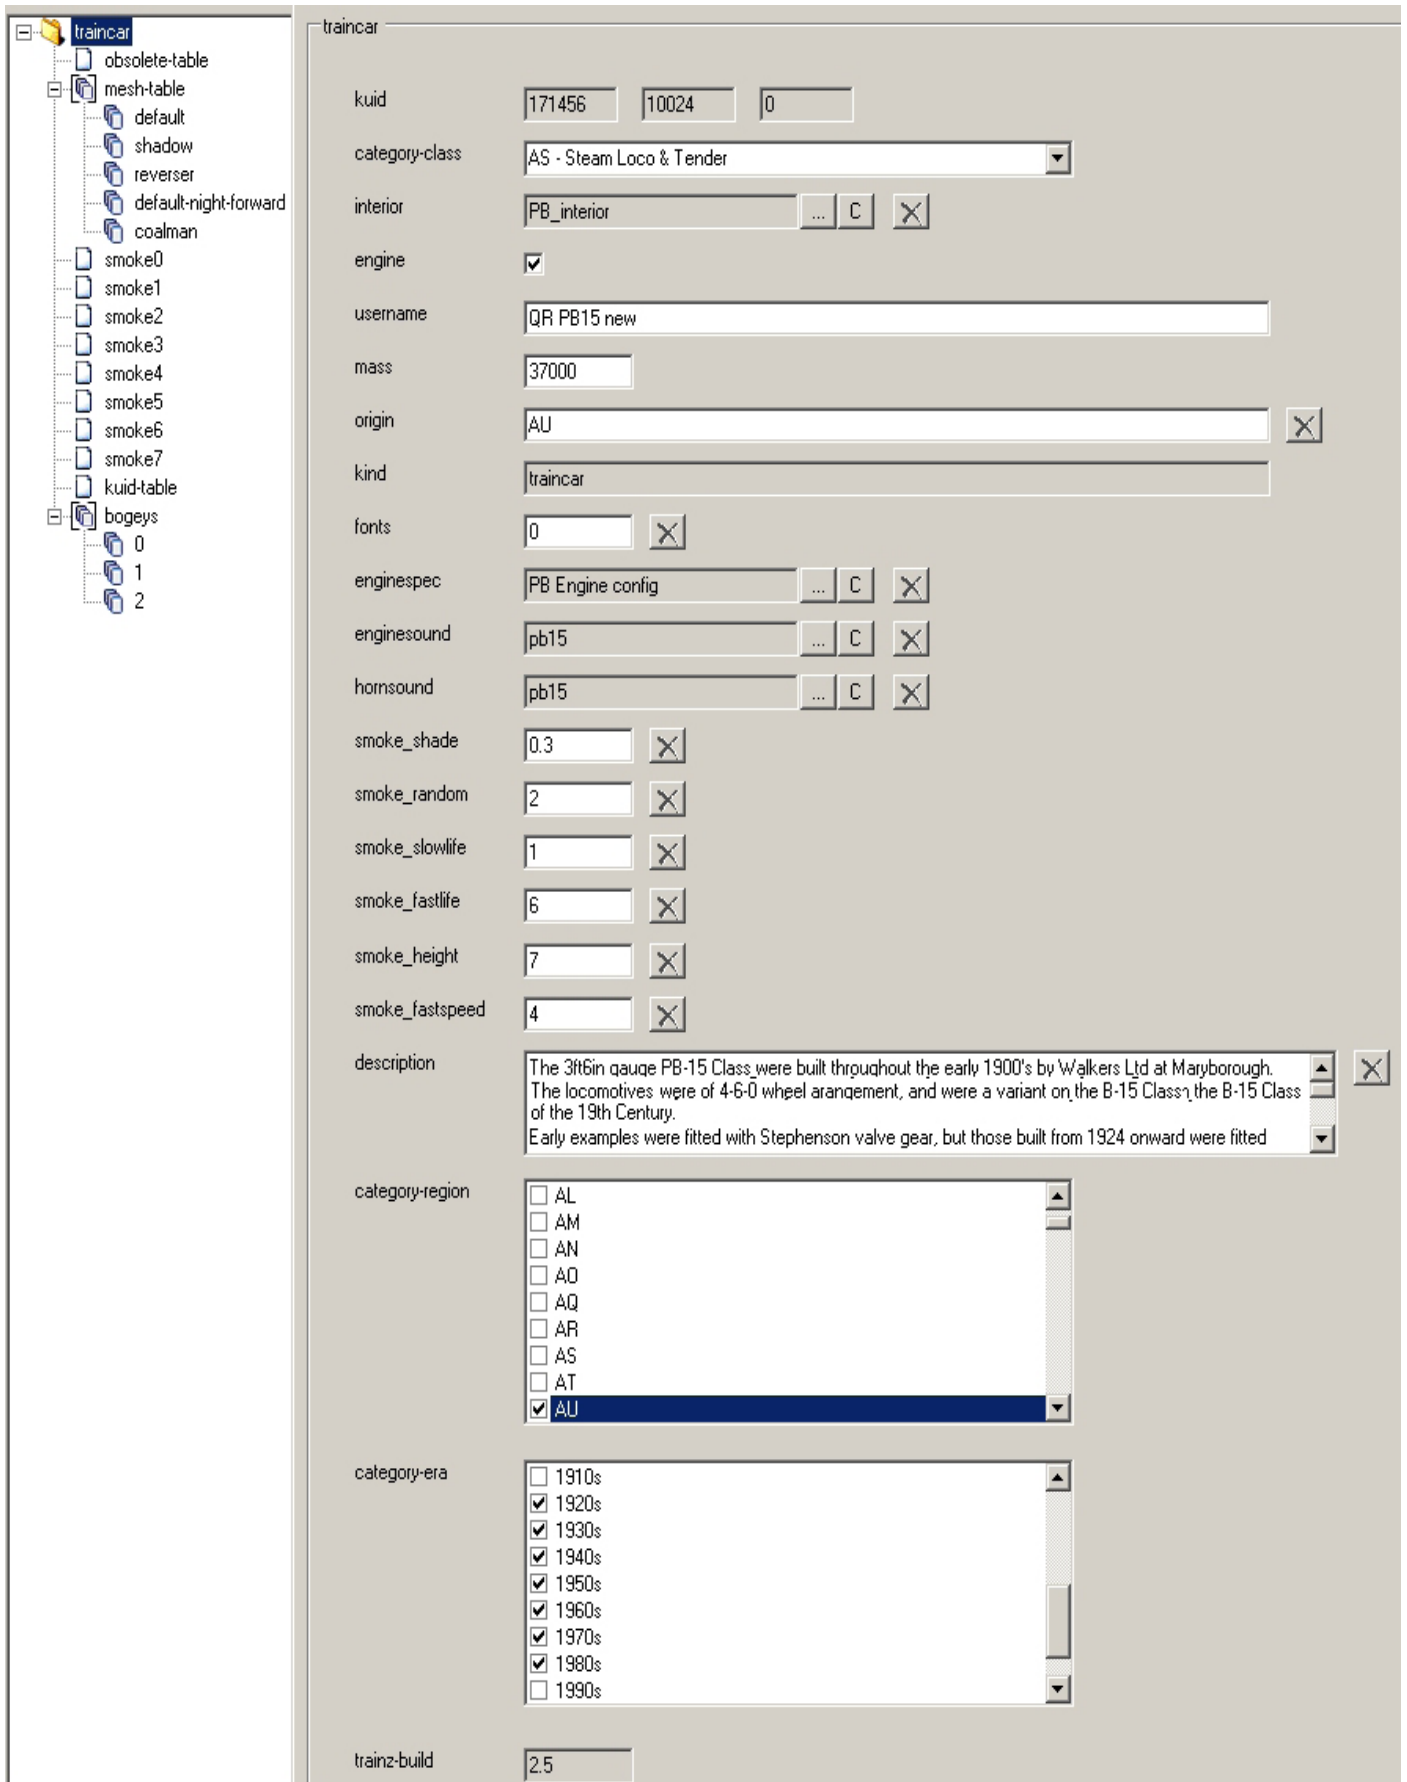 traincar
obsolete-table
mesh-table
default
shadow
reverser
default-night-forward
coalman
smoke0
smoke1
smoke2
smoke3
smoke4
smoke5
smoke6
smoke7
kuid-table
bogeys
0
1
2
traincar
kuid 171456 10024 0
category-class AS - Steam Loco & Tender
interior PB_interior ... C
engine
username QR PB15 new
mass 37000
origin AU
kind traincar
fonts 0
enginespec PB Engine config ... C
enginesound pb15 ... C
hornsound pb15 ... C
smoke_shade 0.3
smoke_random 2
smoke_slowlife 1
smoke_fastlife 6
smoke_height 7
smoke_fastspeed 4
description The 3ft6in gauge PB-15 Class were built throughout the early 1900's by Walkers Ltd at Maryborough.
The locomotives were of 4-6-0 wheel arangement, and were a variant on the B-15 Class the B-15 Class
of the 19th Century.
Early examples were fitted with Stephenson valve gear, but those built from 1924 onward were fitted
category-region AL
AM
AN
AO
AQ
AR
AS
AT
AU
category-era 1910s
1920s
1930s
1940s
1950s
1960s
1970s
1980s
1990s
trainz-build 2.5